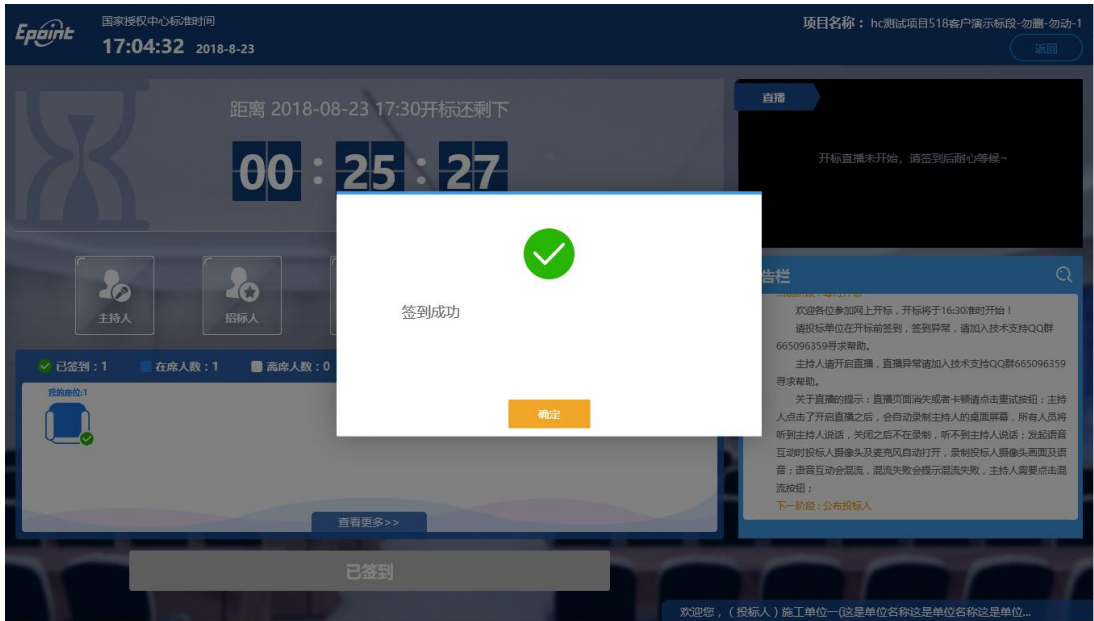 Epoint
国家授权中心标准时间
17:04:32 2018-8-23
项目名称：hc测试项目518客户演示标段-勿删-勿动-1
返回
距离 2018-08-23 17:30开标还剩下
00 : 25 : 27
直播
开标直播未开始，请签到后耐心等候~
主持人
招标人
签到成功
确定
告栏
欢迎各位参加网上开标，开标将于16:30准时开始！
请投标单位在开标前签到，签到异常，请加入技术支持QQ群
665096359寻求帮助。
主持人请开启直播，直播异常请加入技术支持QQ群665096359
寻求帮助。
关于直播的提示：直播页面消失或者卡顿请点击重试按钮；主持
人点击了开启直播之后，会自动录制主持人的桌面屏幕，所有人员将
听到主持人说话，关闭之后不在录制，听不到主持人说话；发起语音
互动时投标人摄像头及麦克风自动打开，录制投标人摄像头画面及语
音；语音互动会混流，混流失败会提示混流失败，主持人需要点击混
流按钮；
下一阶段：公布投标人
已签到：1 在席人数：1 离席人数：0
我的座位:1
查看更多>>
已签到
欢迎您，（投标人）施工单位一(这是单位名称这是单位名称这是单位...